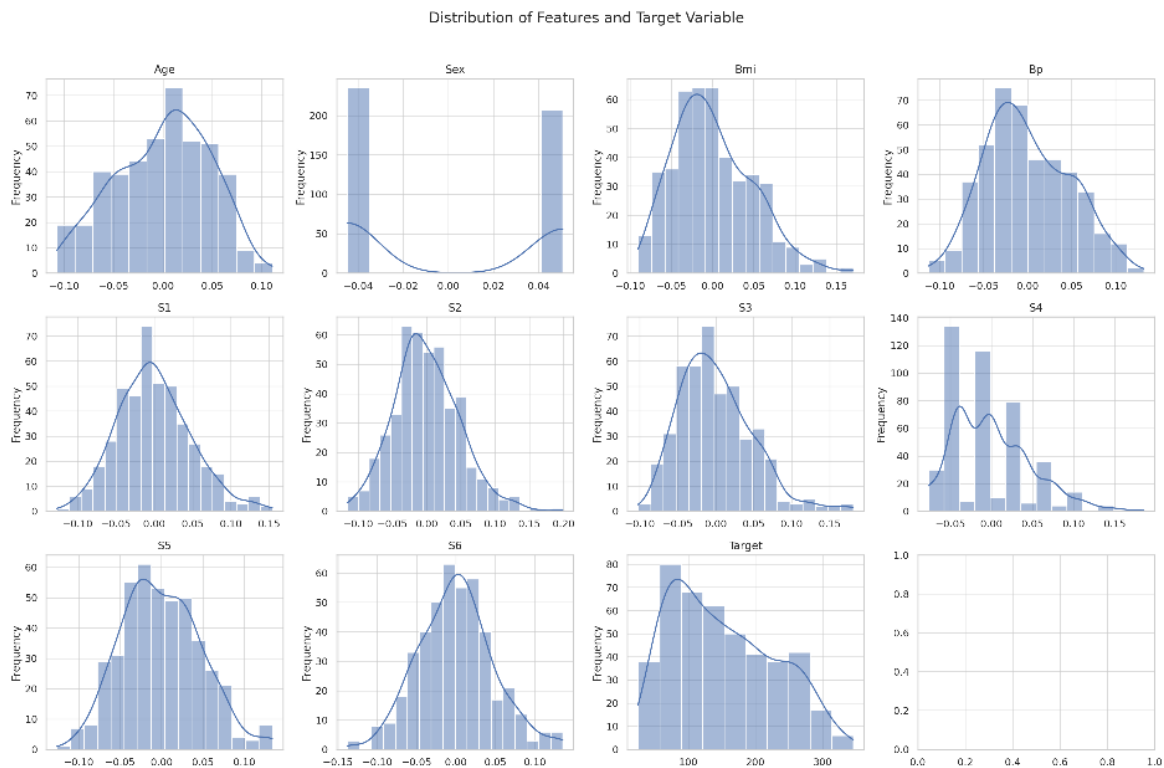 Distribution of Features and Target Variable
Age
Sex
Bmi
Bp
70
60
50
40
30
20
10
0
Frequency
−0.10 −0.05 0.00 0.05 0.10
200
150
100
50
0
Frequency
−0.04 −0.02 0.00 0.02 0.04
60
50
40
30
20
10
0
Frequency
−0.10 −0.05 0.00 0.05 0.10 0.15
70
60
50
40
30
20
10
0
Frequency
−0.10 −0.05 0.00 0.05 0.10
S1
S2
S3
S4
70
60
50
40
30
20
10
0
Frequency
−0.10 −0.05 0.00 0.05 0.10 0.15
60
50
40
30
20
10
0
Frequency
−0.10 −0.05 0.00 0.05 0.10 0.15 0.20
70
60
50
40
30
20
10
0
Frequency
−0.10 −0.05 0.00 0.05 0.10 0.15
140
120
100
80
60
40
20
0
Frequency
−0.05 0.00 0.05 0.10 0.15
S5
S6
Target
60
50
40
30
20
10
0
Frequency
−0.10 −0.05 0.00 0.05 0.10
60
50
40
30
20
10
0
Frequency
−0.15 −0.10 −0.05 0.00 0.05 0.10
80
70
60
50
40
30
20
10
0
Frequency
100 200 300
1.0
0.8
0.6
0.4
0.2
0.0
0.0 0.2 0.4 0.6 0.8 1.0